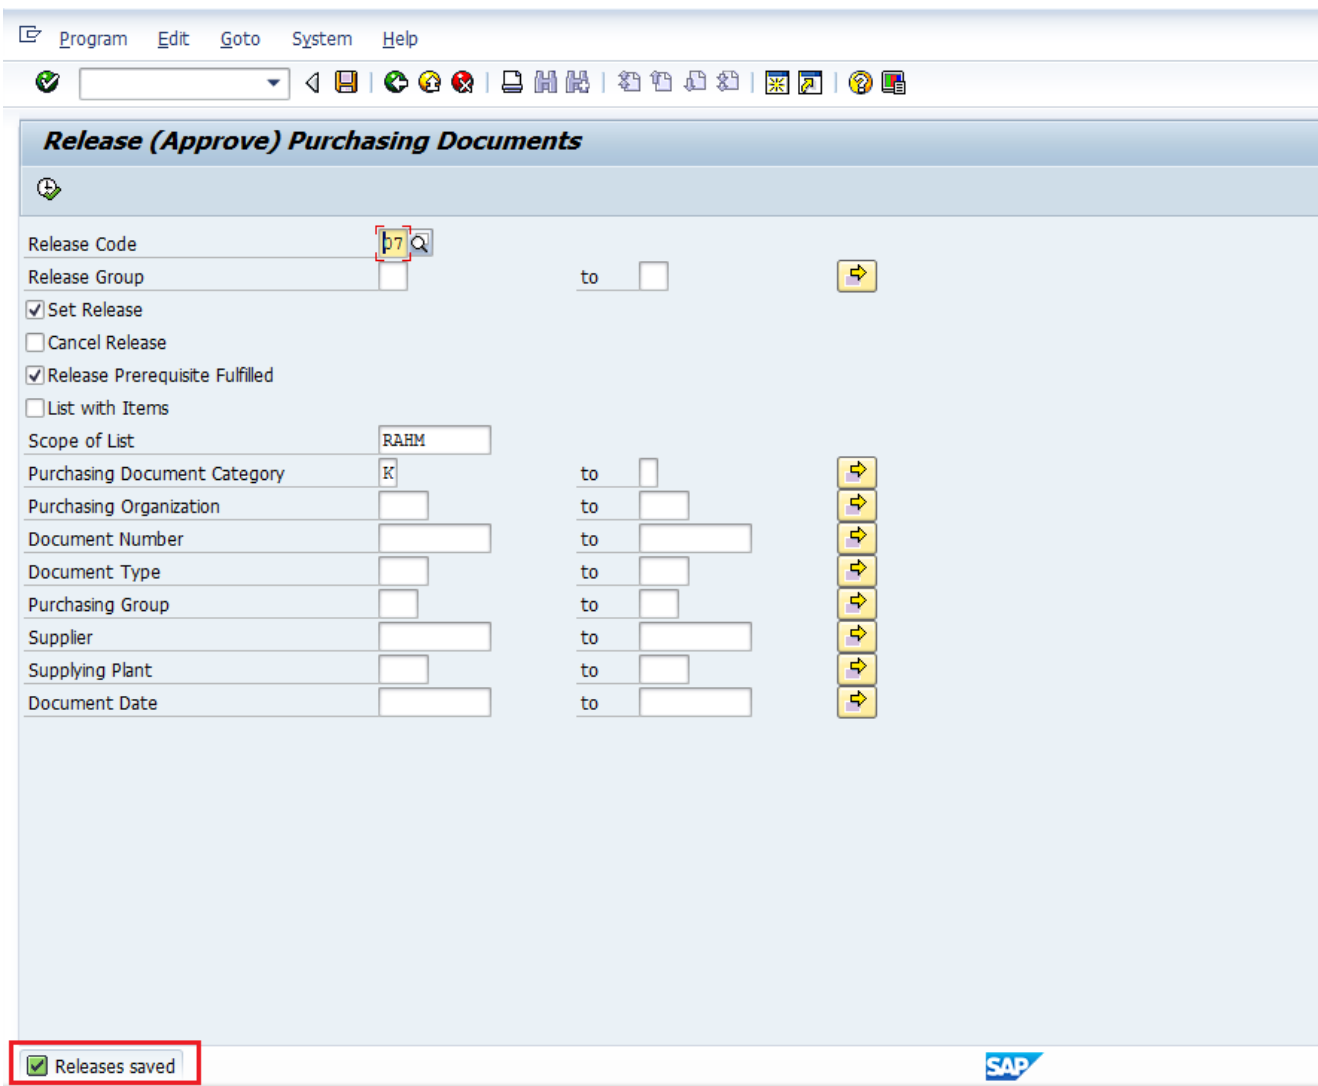 Program Edit Goto System Help
Release (Approve) Purchasing Documents
Release Code 07
Release Group to
Set Release
Cancel Release
Release Prerequisite Fulfilled
List with Items
Scope of List RAHM
Purchasing Document Category K to
Purchasing Organization to
Document Number to
Document Type to
Purchasing Group to
Supplier to
Supplying Plant to
Document Date to
Releases saved SAP